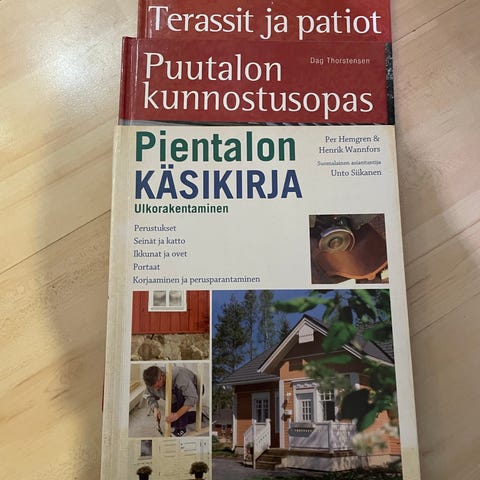 Terassit ja patiot
Dag Thorstensen
Puutalon
kunnostusopas
Pientalon
KÄSIKIRJA
Ulkorakentaminen
Per Hemgren &
Henrik Wannfors
Suomalainen asiantuntija
Unto Siikanen
Perustukset
Seinät ja katto
Ikkunat ja ovet
Portaat
Korjaaminen ja perusparantaminen